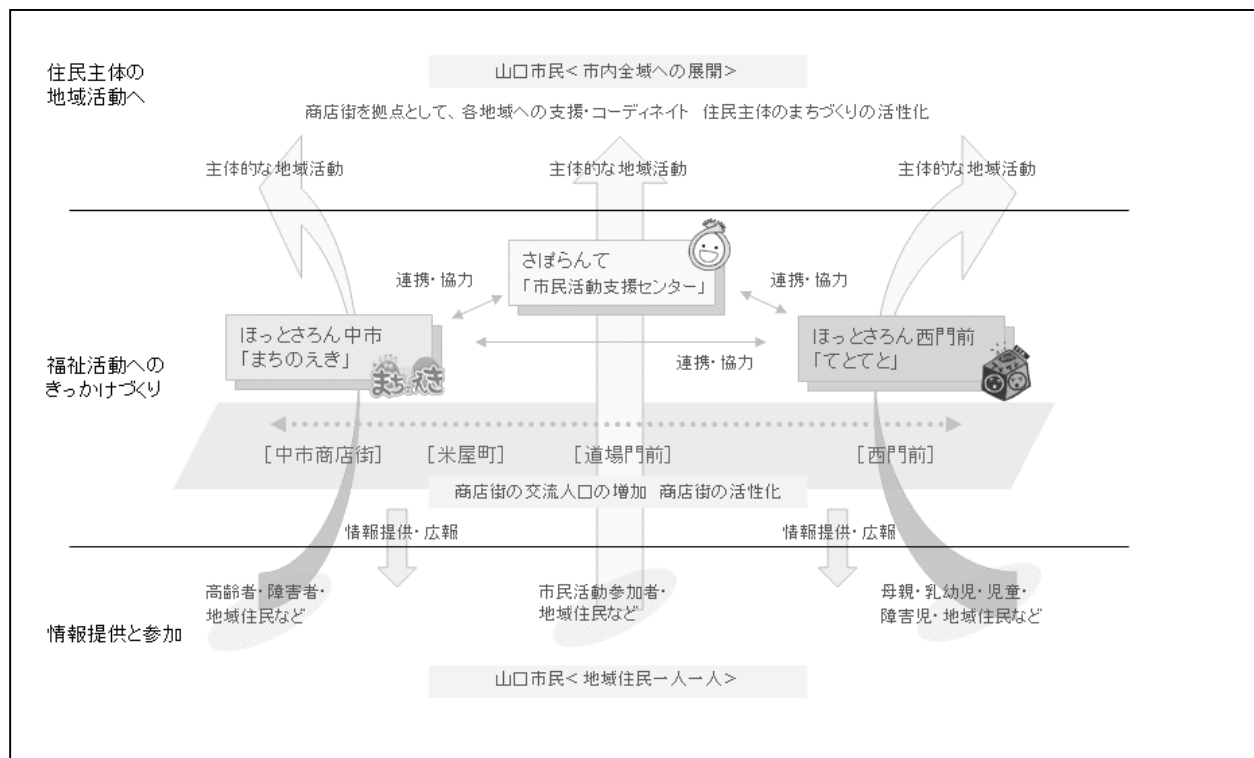 住民主体の
地域活動へ
山口市民<市内全域への展開>
商店街を拠点として、各地域への支援・コーディネイト 住民主体のまちづくりの活性化
主体的な地域活動
主体的な地域活動
主体的な地域活動
さぽらんて
「市民活動支援センター」
連携・協力
連携・協力
ほっとさろん中市
「まちのえき」
まちのえき
ほっとさろん西門前
「てとてと」
連携・協力
福祉活動への
きっかけづくり
[中市商店街]
[米屋町]
[道場門前]
[西門前]
商店街の交流人口の増加 商店街の活性化
情報提供・広報
情報提供・広報
高齢者・障害者・
地域住民など
市民活動参加者・
地域住民など
母親・乳幼児・児童・
障害児・地域住民など
情報提供と参加
山口市民<地域住民一人一人>